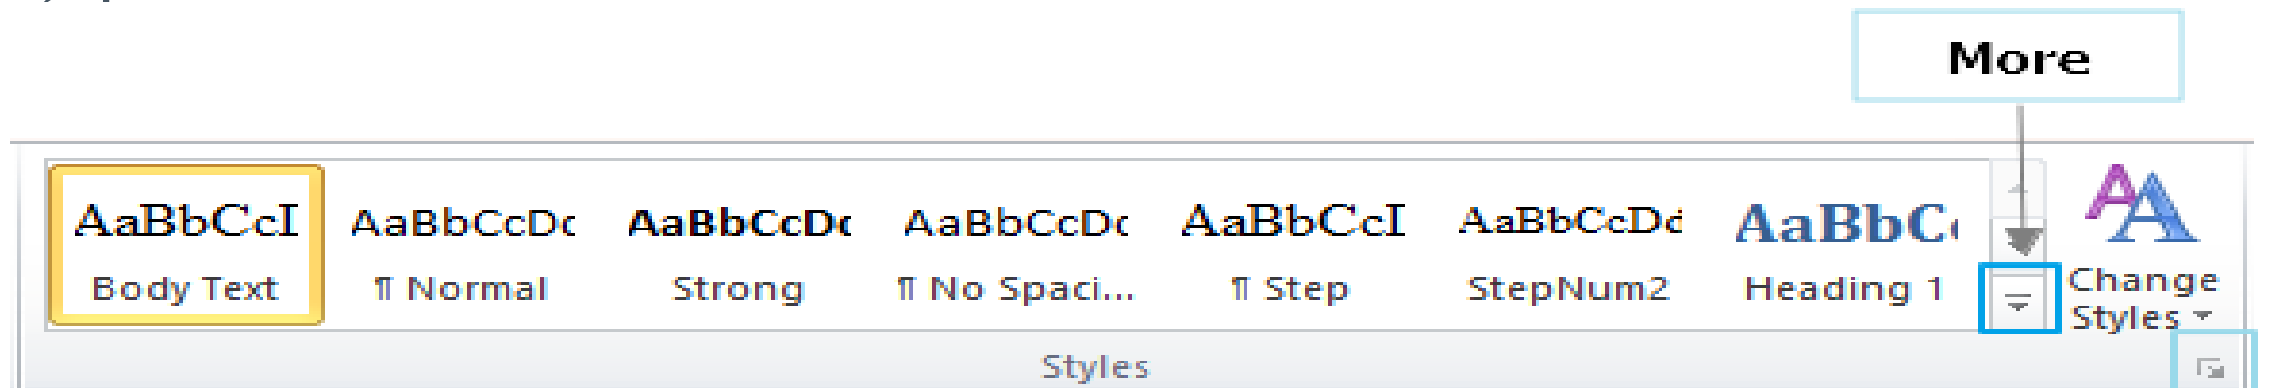 More
AaBbCcI AaBbCcDc AaBbCcDc AaBbCcDc AaBbCcI AaBbCcDd AaBbC
Body Text ¶ Normal Strong ¶ No Spaci... ¶ Step StepNum2 Heading 1
Change
Styles
Styles